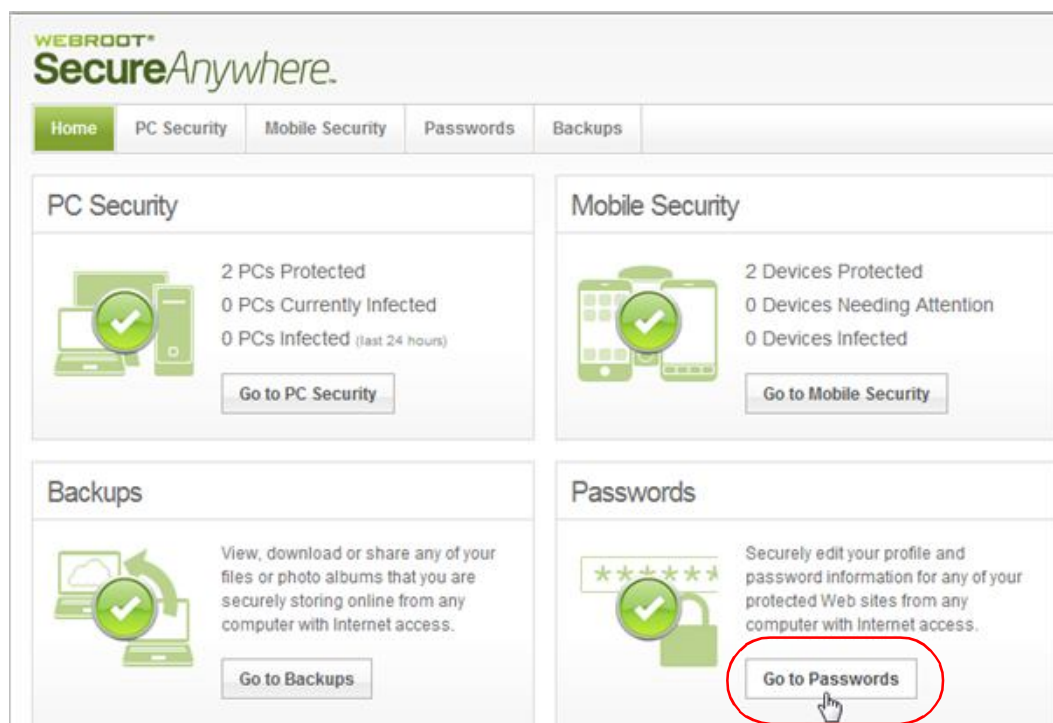 WEBROOT®
SecureAnywhere™
Home PC Security Mobile Security Passwords Backups
PC Security
2 PCs Protected
0 PCs Currently Infected
0 PCs Infected (last 24 hours)
Go to PC Security
Mobile Security
2 Devices Protected
0 Devices Needing Attention
0 Devices Infected
Go to Mobile Security
Backups
View, download or share any of your
files or photo albums that you are
securely storing online from any
computer with Internet access.
Go to Backups
Passwords
******
Securely edit your profile and
password information for any of your
protected Web sites from any
computer with Internet access.
Go to Passwords